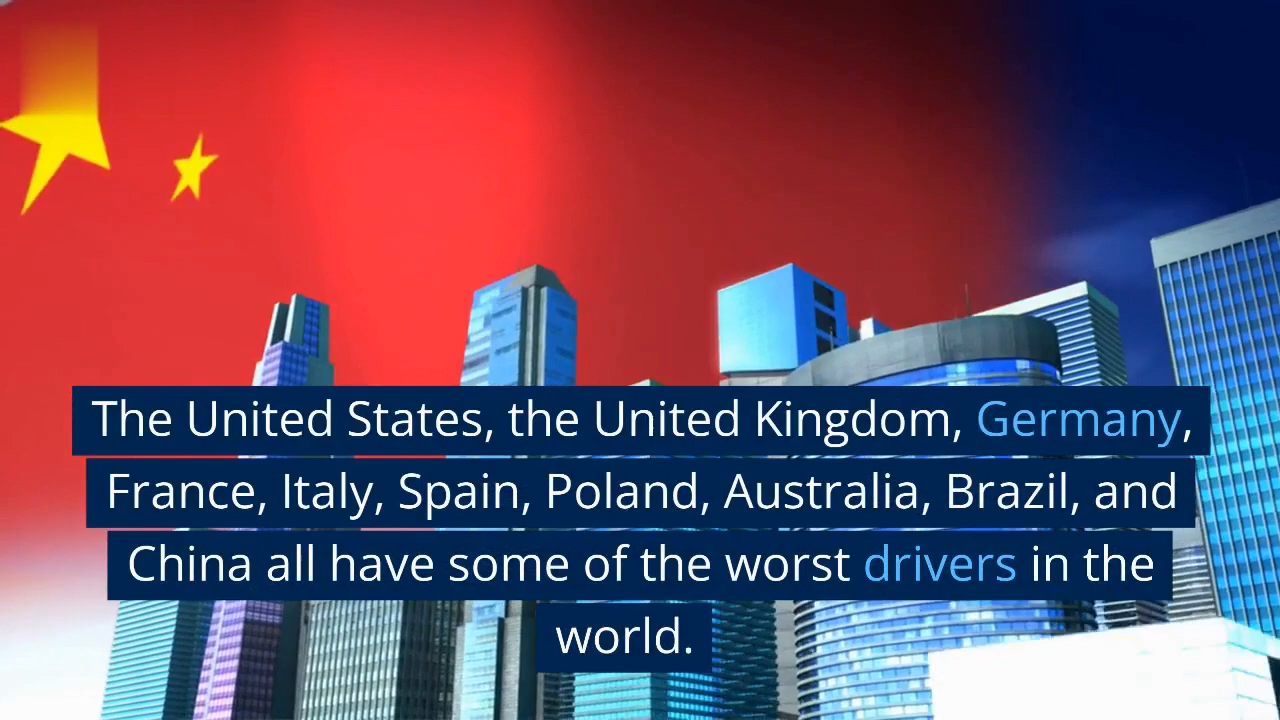 The United States, the United Kingdom, Germany,
France, Italy, Spain, Poland, Australia, Brazil, and
China all have some of the worst drivers in the
world.